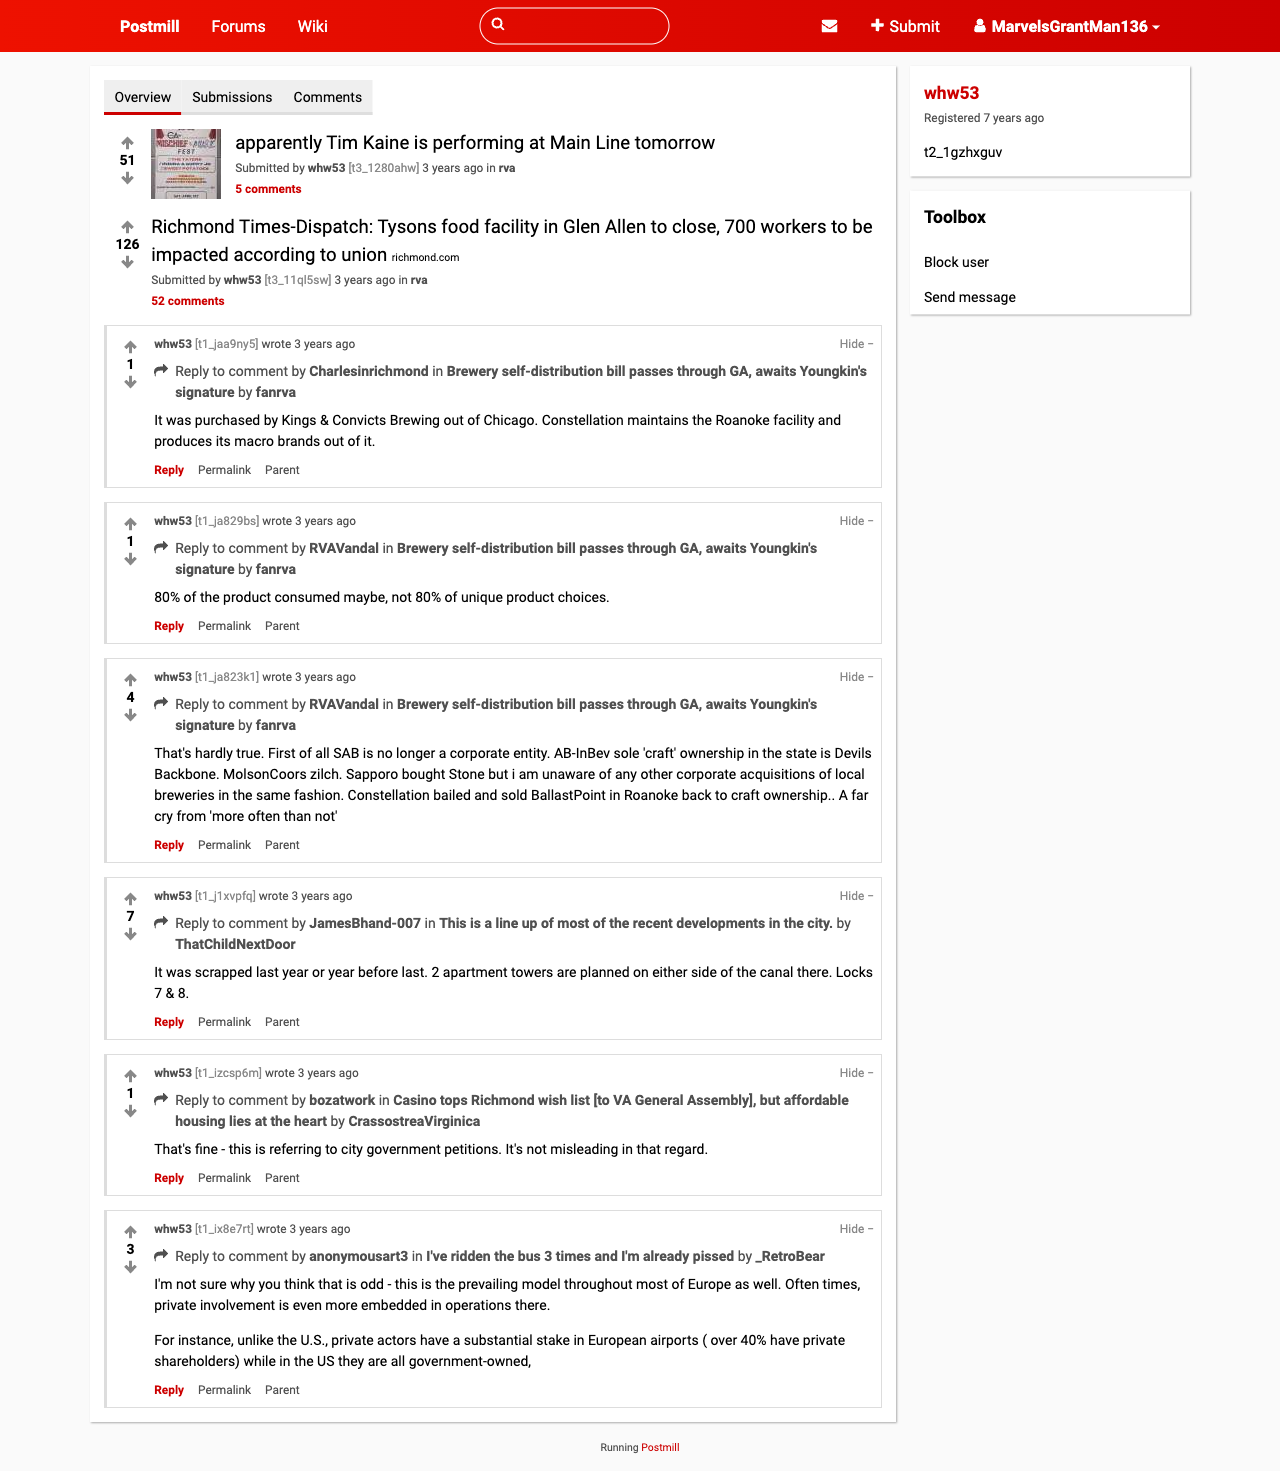 Postmill
Forums
Wiki
Submit
MarvelsGrantMan136
Overview
Submissions
Comments
51
MISCHIEF
FEST
apparently Tim Kaine is performing at Main Line tomorrow
Submitted by whw53 [t3_1280ahw] 3 years ago in rva
5 comments
126
Richmond Times-Dispatch: Tysons food facility in Glen Allen to close, 700 workers to be
impacted according to union richmond.com
Submitted by whw53 [t3_11ql5sw] 3 years ago in rva
52 comments
whw53 [t1_jaa9ny5] wrote 3 years ago
Hide –
1
Reply to comment by Charlesinrichmond in Brewery self-distribution bill passes through GA, awaits Youngkin's
signature by fanrva
It was purchased by Kings & Convicts Brewing out of Chicago. Constellation maintains the Roanoke facility and
produces its macro brands out of it.
Reply Permalink Parent
whw53 [t1_ja829bs] wrote 3 years ago
Hide –
1
Reply to comment by RVAVandal in Brewery self-distribution bill passes through GA, awaits Youngkin's
signature by fanrva
80% of the product consumed maybe, not 80% of unique product choices.
Reply Permalink Parent
whw53 [t1_ja823k1] wrote 3 years ago
Hide –
4
Reply to comment by RVAVandal in Brewery self-distribution bill passes through GA, awaits Youngkin's
signature by fanrva
That's hardly true. First of all SAB is no longer a corporate entity. AB-InBev sole 'craft' ownership in the state is Devils
Backbone. MolsonCoors zilch. Sapporo bought Stone but i am unaware of any other corporate acquisitions of local
breweries in the same fashion. Constellation bailed and sold BallastPoint in Roanoke back to craft ownership.. A far
cry from 'more often than not'
Reply Permalink Parent
whw53 [t1_j1xvpfq] wrote 3 years ago
Hide –
7
Reply to comment by JamesBhand-007 in This is a line up of most of the recent developments in the city. by
ThatChildNextDoor
It was scrapped last year or year before last. 2 apartment towers are planned on either side of the canal there. Locks
7 & 8.
Reply Permalink Parent
whw53 [t1_izcsp6m] wrote 3 years ago
Hide –
1
Reply to comment by bozatwork in Casino tops Richmond wish list [to VA General Assembly], but affordable
housing lies at the heart by CrassostreaVirginica
That's fine - this is referring to city government petitions. It's not misleading in that regard.
Reply Permalink Parent
whw53 [t1_ix8e7rt] wrote 3 years ago
Hide –
3
Reply to comment by anonymousart3 in I've ridden the bus 3 times and I'm already pissed by _RetroBear
I'm not sure why you think that is odd - this is the prevailing model throughout most of Europe as well. Often times,
private involvement is even more embedded in operations there.
For instance, unlike the U.S., private actors have a substantial stake in European airports ( over 40% have private
shareholders) while in the US they are all government-owned,
Reply Permalink Parent
whw53
Registered 7 years ago
t2_1gzhxguv
Toolbox
Block user
Send message
Running Postmill